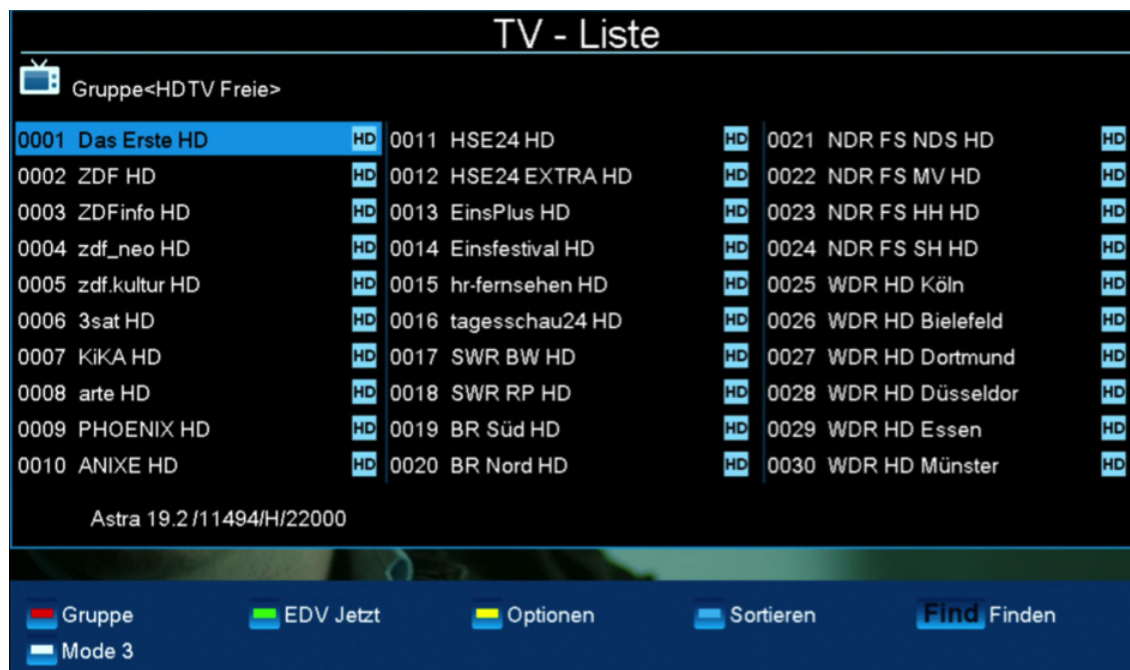 TV - Liste
Gruppe<HDTV Freie>
0001 Das Erste HD HD
0002 ZDF HD HD
0003 ZDFinfo HD HD
0004 zdf_neo HD HD
0005 zdf.kultur HD HD
0006 3sat HD HD
0007 KiKA HD HD
0008 arte HD HD
0009 PHOENIX HD HD
0010 ANIXE HD HD
0011 HSE24 HD HD
0012 HSE24 EXTRA HD HD
0013 EinsPlus HD HD
0014 Einsfestival HD HD
0015 hr-fernsehen HD HD
0016 tagesschau24 HD HD
0017 SWR BW HD HD
0018 SWR RP HD HD
0019 BR Süd HD HD
0020 BR Nord HD HD
0021 NDR FS NDS HD HD
0022 NDR FS MV HD HD
0023 NDR FS HH HD HD
0024 NDR FS SH HD HD
0025 WDR HD Köln HD
0026 WDR HD Bielefeld HD
0027 WDR HD Dortmund HD
0028 WDR HD Düsseldor HD
0029 WDR HD Essen HD
0030 WDR HD Münster HD
Astra 19.2 /11494/H/22000
Gruppe EDV Jetzt Optionen Sortieren Find Finden
Mode 3